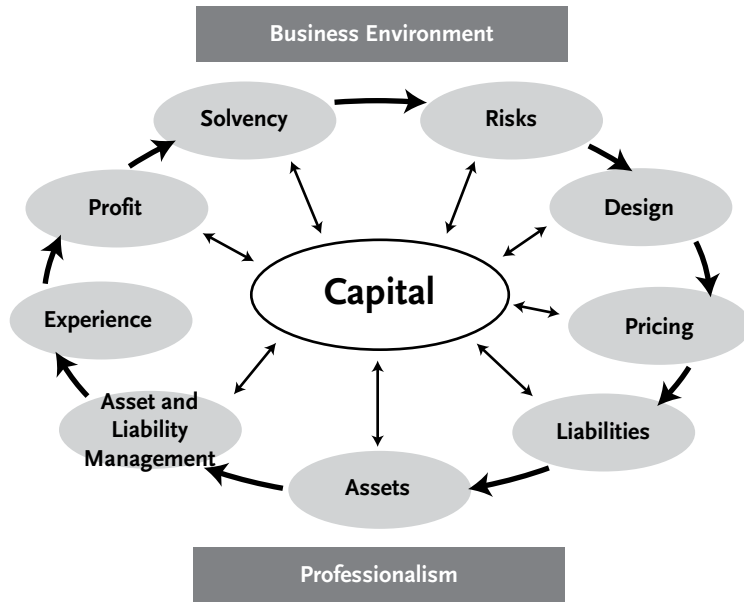 Business Environment
Solvency
Risks
Profit
Design
Capital
Experience
Pricing
Asset and
Liability
Management
Liabilities
Assets
Professionalism